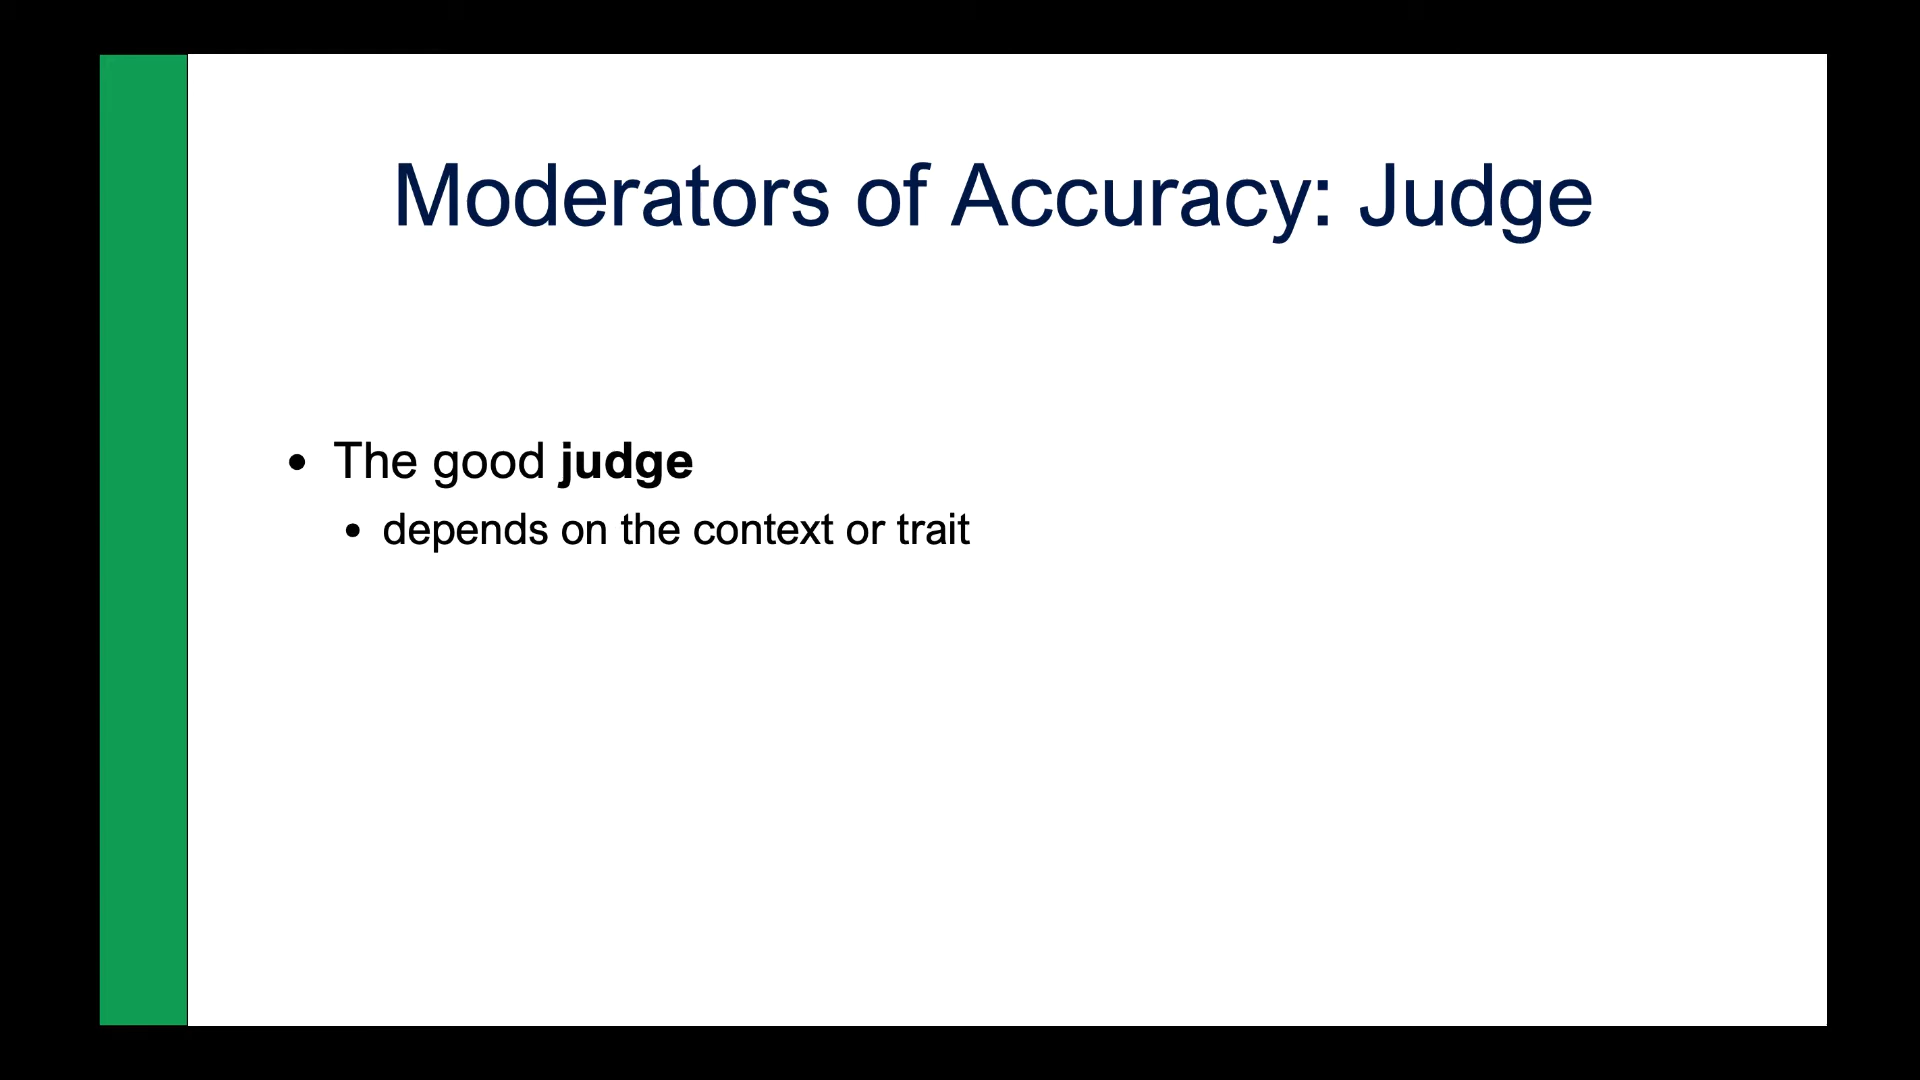 Moderators of Accuracy: Judge
• The good judge
• depends on the context or trait